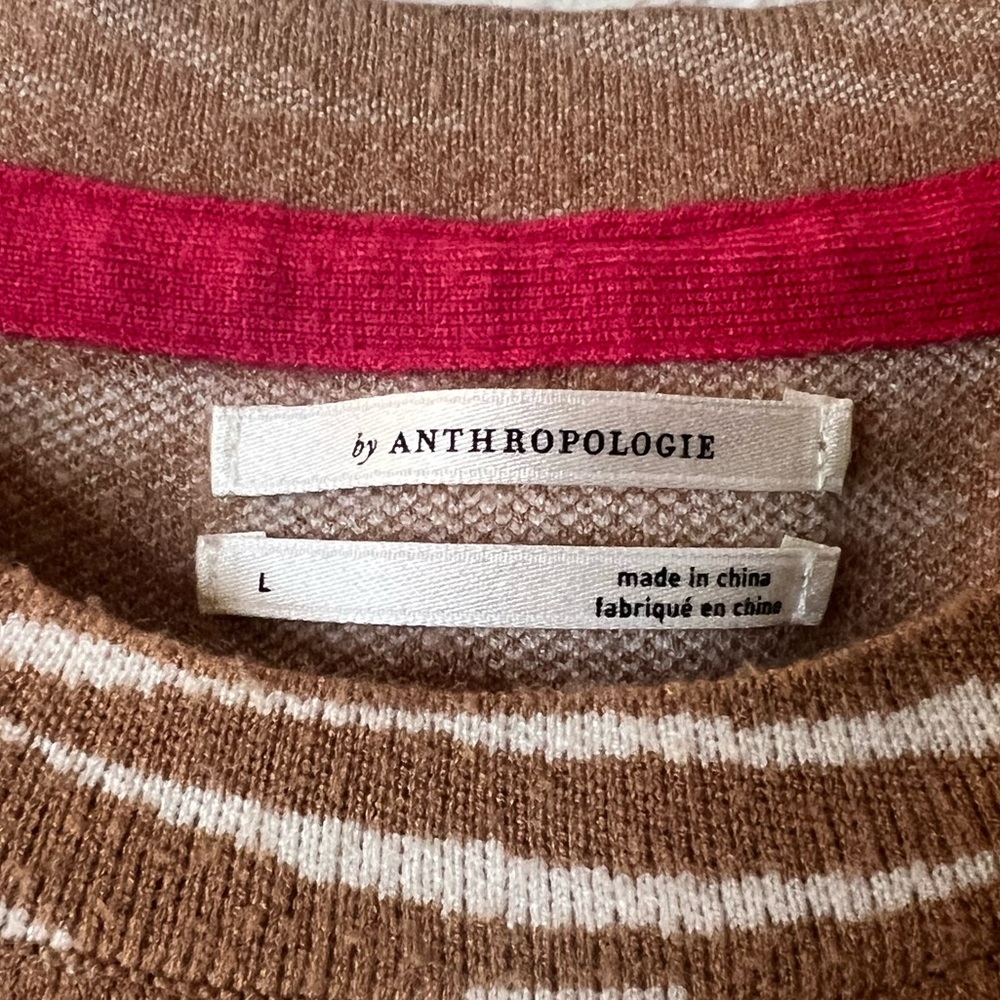 by ANTHROPOLOGIE
L made in china
fabriqué en chine